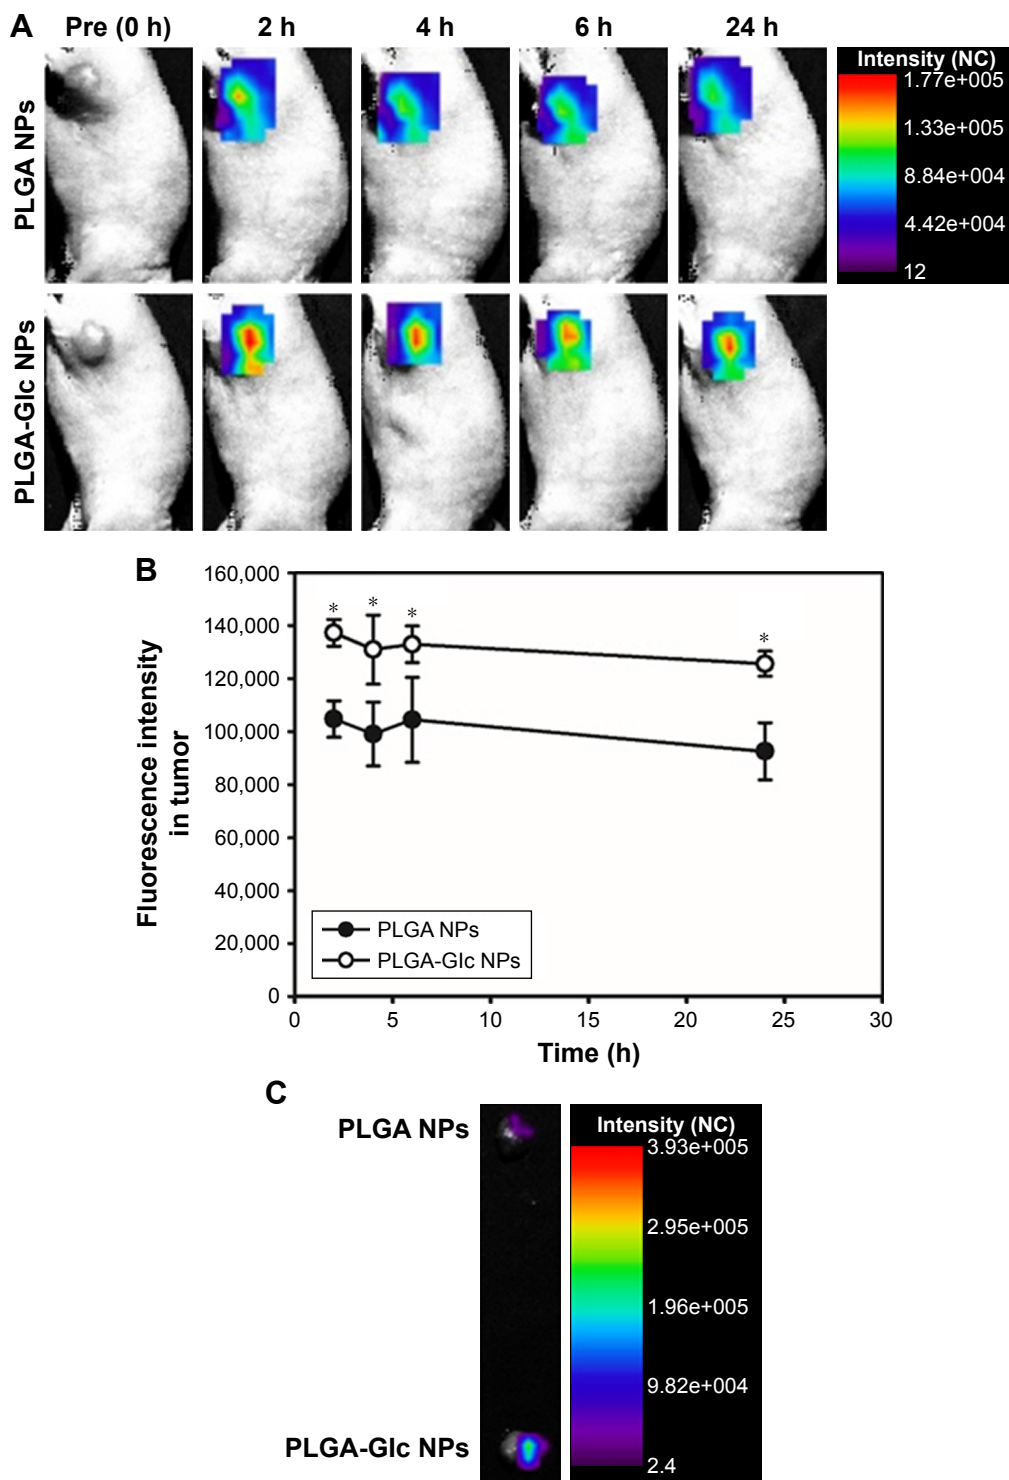 A
Pre (0 h) 2 h 4 h 6 h 24 h
PLGA NPs
PLGA-Glc NPs
Intensity (NC)
1.77e+005
1.33e+005
8.84e+004
4.42e+004
12
B
160,000
140,000
120,000
100,000
80,000
60,000
40,000
20,000
0
Fluorescence intensity
in tumor
* * * *
PLGA NPs
PLGA-Glc NPs
0 5 10 15 20 25 30
Time (h)
C
PLGA NPs
PLGA-Glc NPs
Intensity (NC)
3.93e+005
2.95e+005
1.96e+005
9.82e+004
2.4